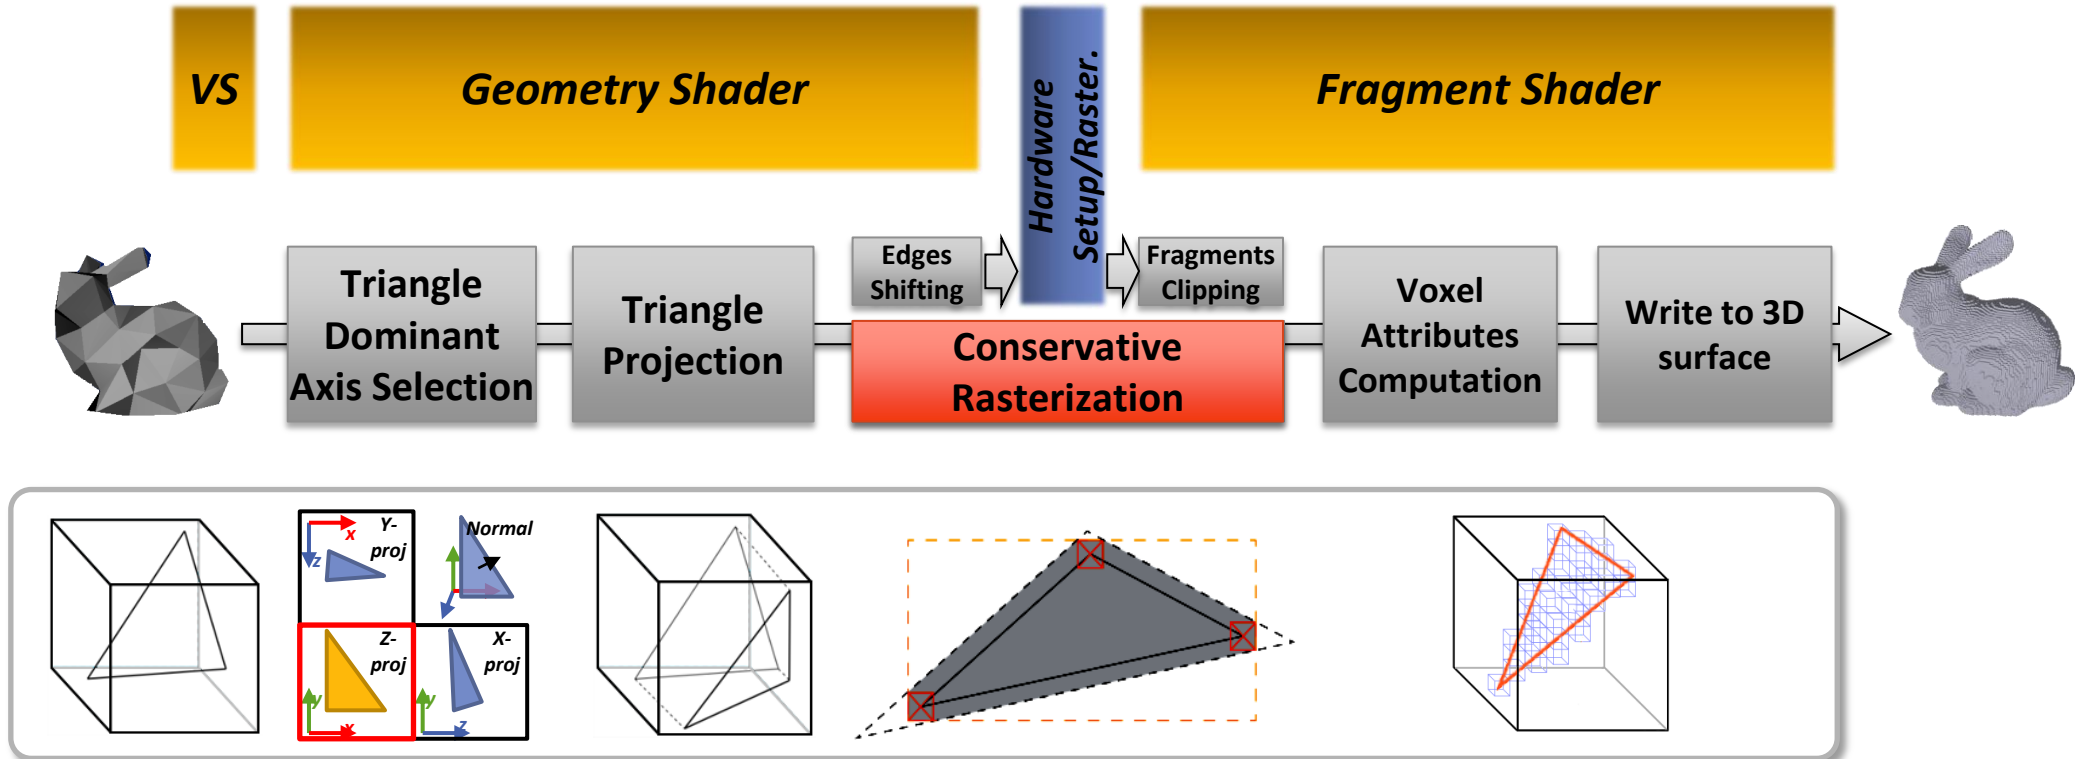 VS
Geometry Shader
Hardware
Setup/Raster.
Fragment Shader
Triangle
Dominant
Axis Selection
Triangle
Projection
Edges
Shifting
Fragments
Clipping
Conservative
Rasterization
Voxel
Attributes
Computation
Write to 3D
surface
Y-
proj
x
z
Normal
Z-
proj
y
x
X-
proj
y
z